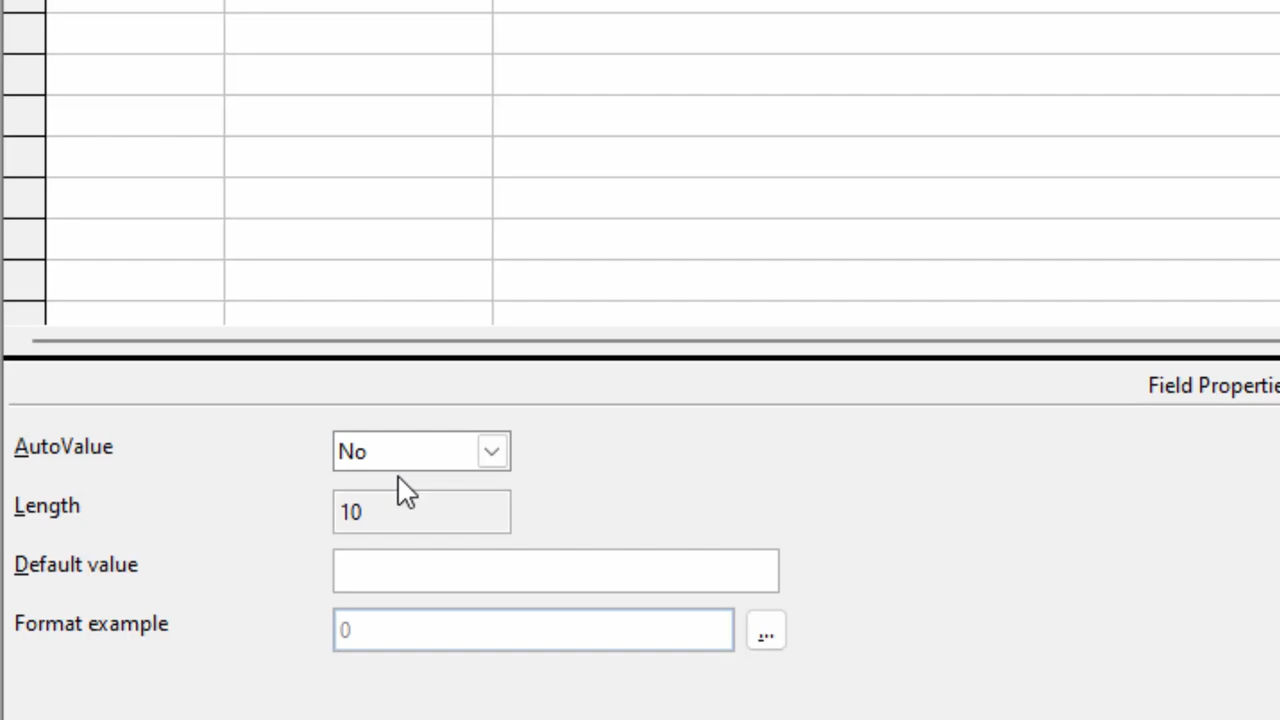 Field Propertie
AutoValue No
Length 10
Default value
Format example 0 ...